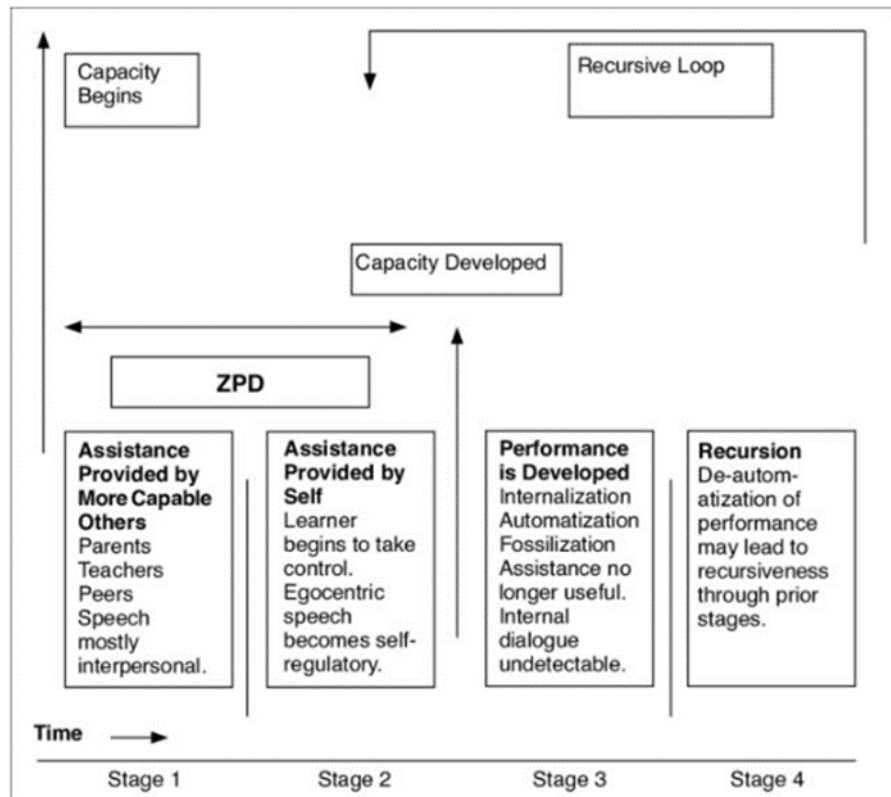 Capacity
Begins
Recursive Loop
Capacity Developed
ZPD
Assistance
Provided by
More Capable
Others
Parents
Teachers
Peers
Speech
mostly
interpersonal.
Assistance
Provided by
Self
Learner
begins to take
control.
Egocentric
speech
becomes self-
regulatory.
Performance
is Developed
Internalization
Automatization
Fossilization
Assistance no
longer useful.
Internal
dialogue
undetectable.
Recursion
De-autom-
atization of
performance
may lead to
recursiveness
through prior
stages.
Time
Stage 1
Stage 2
Stage 3
Stage 4